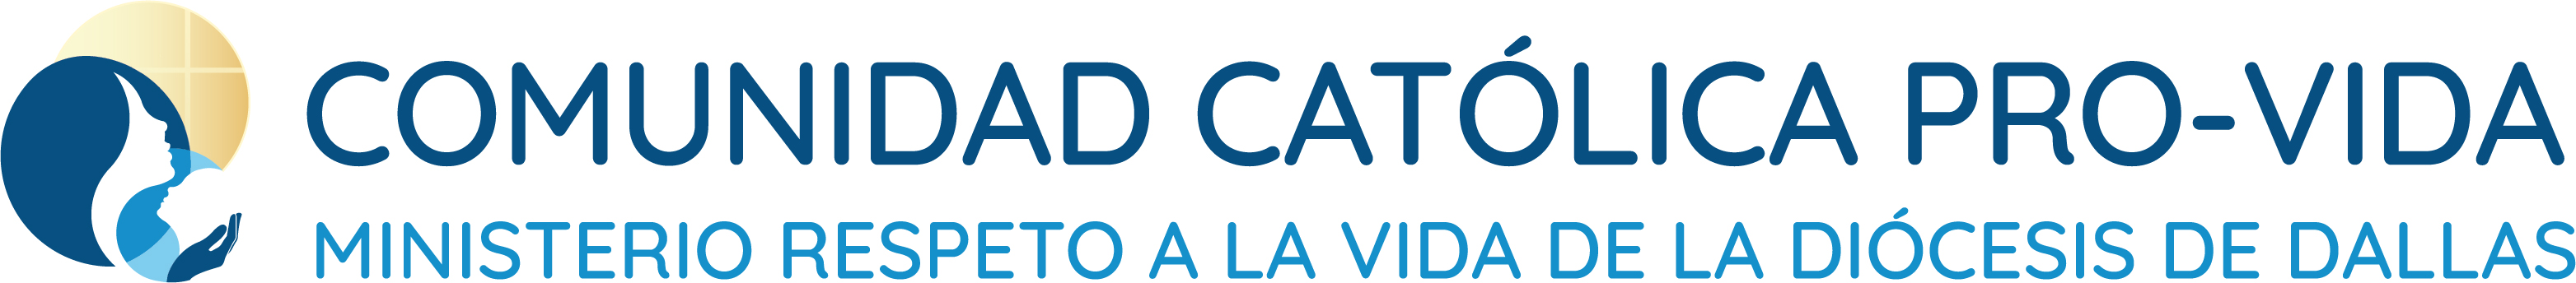 COMUNIDAD CATÓLICA PRO-VIDA
MINISTERIO RESPETO A LA VIDA DE LA DIÓCESIS DE DALLAS